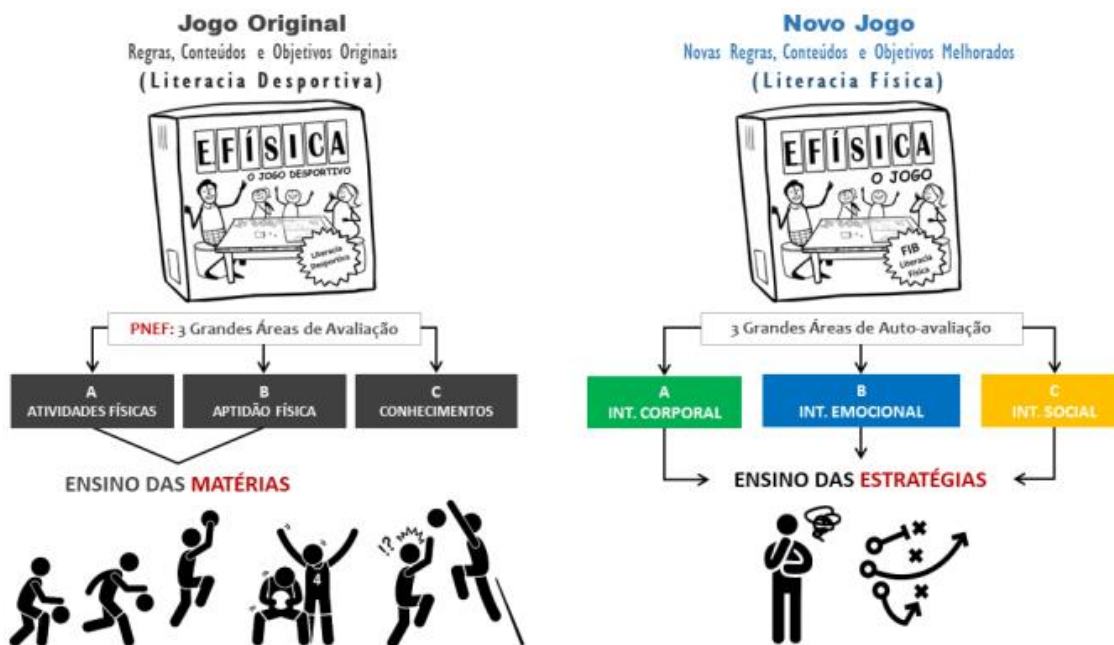 Jogo Original
Regras, Conteúdos e Objetivos Originais
(Literacia Desportiva)
EFÍSICA
O JOGO DESPORTIVO
Literacia
Desportiva
PNEF: 3 Grandes Áreas de Avaliação
A
ATIVIDADES FÍSICAS
B
APTIDÃO FÍSICA
C
CONHECIMENTOS
ENSINO DAS MATÉRIAS
4
!?
Novo Jogo
Novas Regras, Conteúdos e Objetivos Melhorados
(Literacia Física)
EFÍSICA
O JOGO
FIB
Literacia
Física
3 Grandes Áreas de Auto-avaliação
A
INT. CORPORAL
B
INT. EMOCIONAL
C
INT. SOCIAL
ENSINO DAS ESTRATÉGIAS